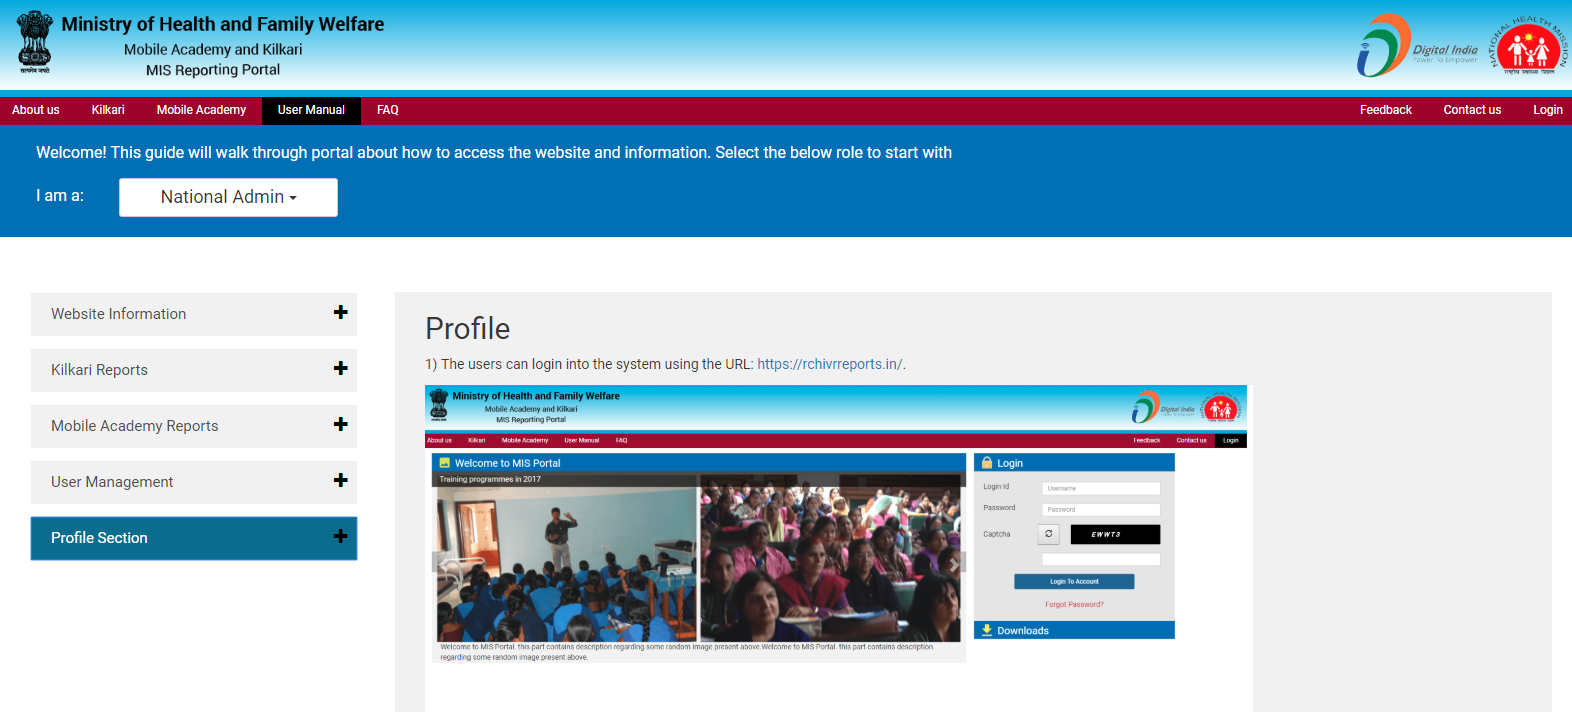 Ministry of Health and Family Welfare
Mobile Academy and Kilkari
MIS Reporting Portal
सत्यमेव जयते
Digital India
Power To Empower
NATIONAL HEALTH MISSION
राष्ट्रीय स्वास्थ्य मिशन
About us
Kilkari
Mobile Academy
User Manual
FAQ
Feedback
Contact us
Login
Welcome! This guide will walk through portal about how to access the website and information. Select the below role to start with
I am a:
National Admin
Website Information
Kilkari Reports
Mobile Academy Reports
User Management
Profile Section
Profile
1) The users can login into the system using the URL: https://rchivrreports.in/.
Ministry of Health and Family Welfare
Mobile Academy and Kilkari
MIS Reporting Portal
Digital India
About us
Kilkari
Mobile Academy
User Manual
FAQ
Feedback
Contact us
Login
Welcome to MIS Portal
Training programmes in 2017
Welcome to MIS Portal. this part contains description regarding some random image present above.Welcome to MIS Portal. this part contains description
regarding some random image present above.
Login
Login Id
Username
Password
Password
Captcha
EWWT3
Login To Account
Forgot Password?
Downloads